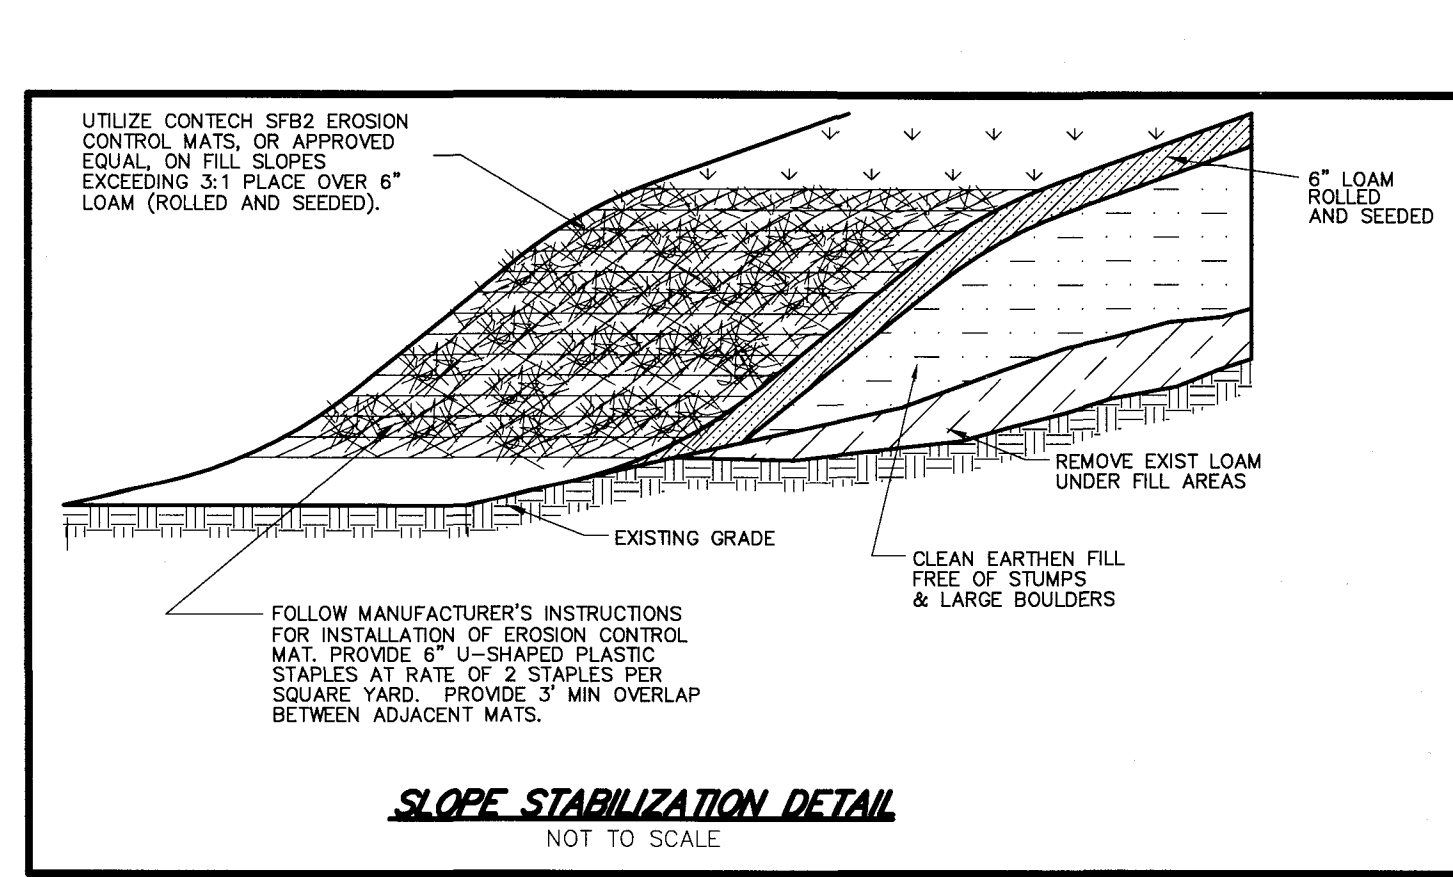 UTILIZE CONTECH SFB2 EROSION
CONTROL MATS, OR APPROVED
EQUAL, ON FILL SLOPES
EXCEEDING 3:1 PLACE OVER 6"
LOAM (ROLLED AND SEEDED).
6" LOAM
ROLLED
AND SEEDED
REMOVE EXIST LOAM
UNDER FILL AREAS
EXISTING GRADE
CLEAN EARTHEN FILL
FREE OF STUMPS
& LARGE BOULDERS
FOLLOW MANUFACTURER'S INSTRUCTIONS
FOR INSTALLATION OF EROSION CONTROL
MAT. PROVIDE 6" U-SHAPED PLASTIC
STAPLES AT RATE OF 2 STAPLES PER
SQUARE YARD. PROVIDE 3' MIN OVERLAP
BETWEEN ADJACENT MATS.
SLOPE STABILIZATION DETAIL
NOT TO SCALE